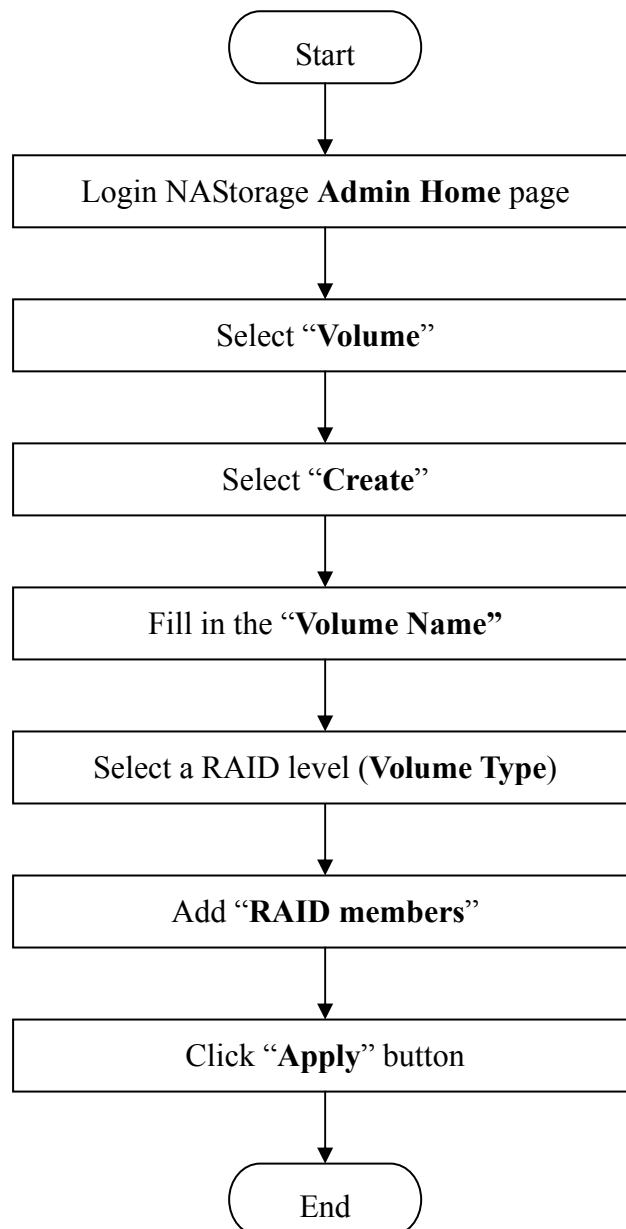 Start
Login NAStorage Admin Home page
Select “Volume”
Select “Create”
Fill in the “Volume Name”
Select a RAID level (Volume Type)
Add “RAID members”
Click “Apply” button
End